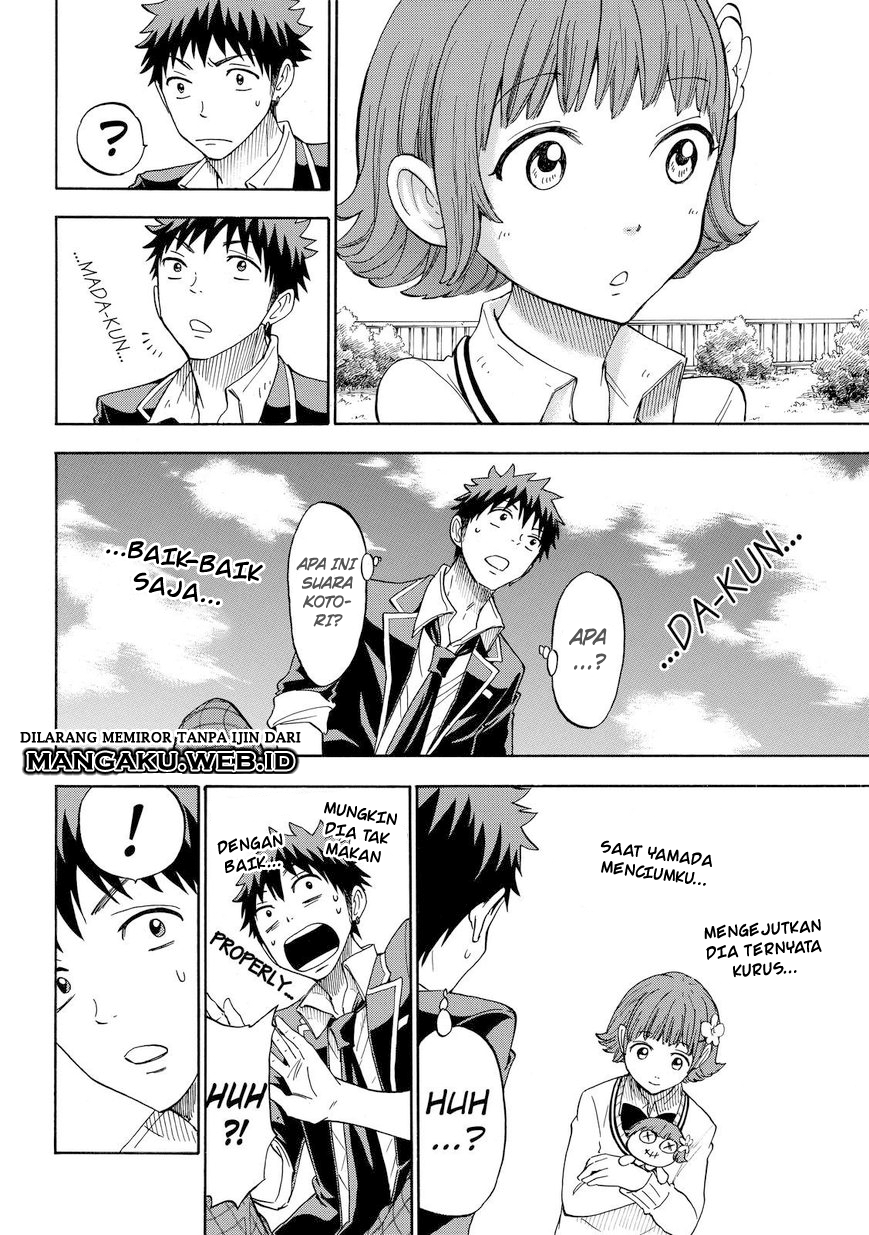 ?
...MADA-KUN...
...DA-KUN...
APA
...?
APA INI
SUARA
KOTO-
RI?
...BAIK-BAIK
SAJA...
DILARANG MEMIROR TANPA IJIN DARI
MANGAKU.WEB.ID
SAAT YAMADA
MENCIUMKU...
MENGEJUTKAN
DIA TERNYATA
KURUS...
HUH
...?
MUNGKIN
DIA TAK
MAKAN
DENGAN
BAIK...
PROPERLY...
HUH
?!
!